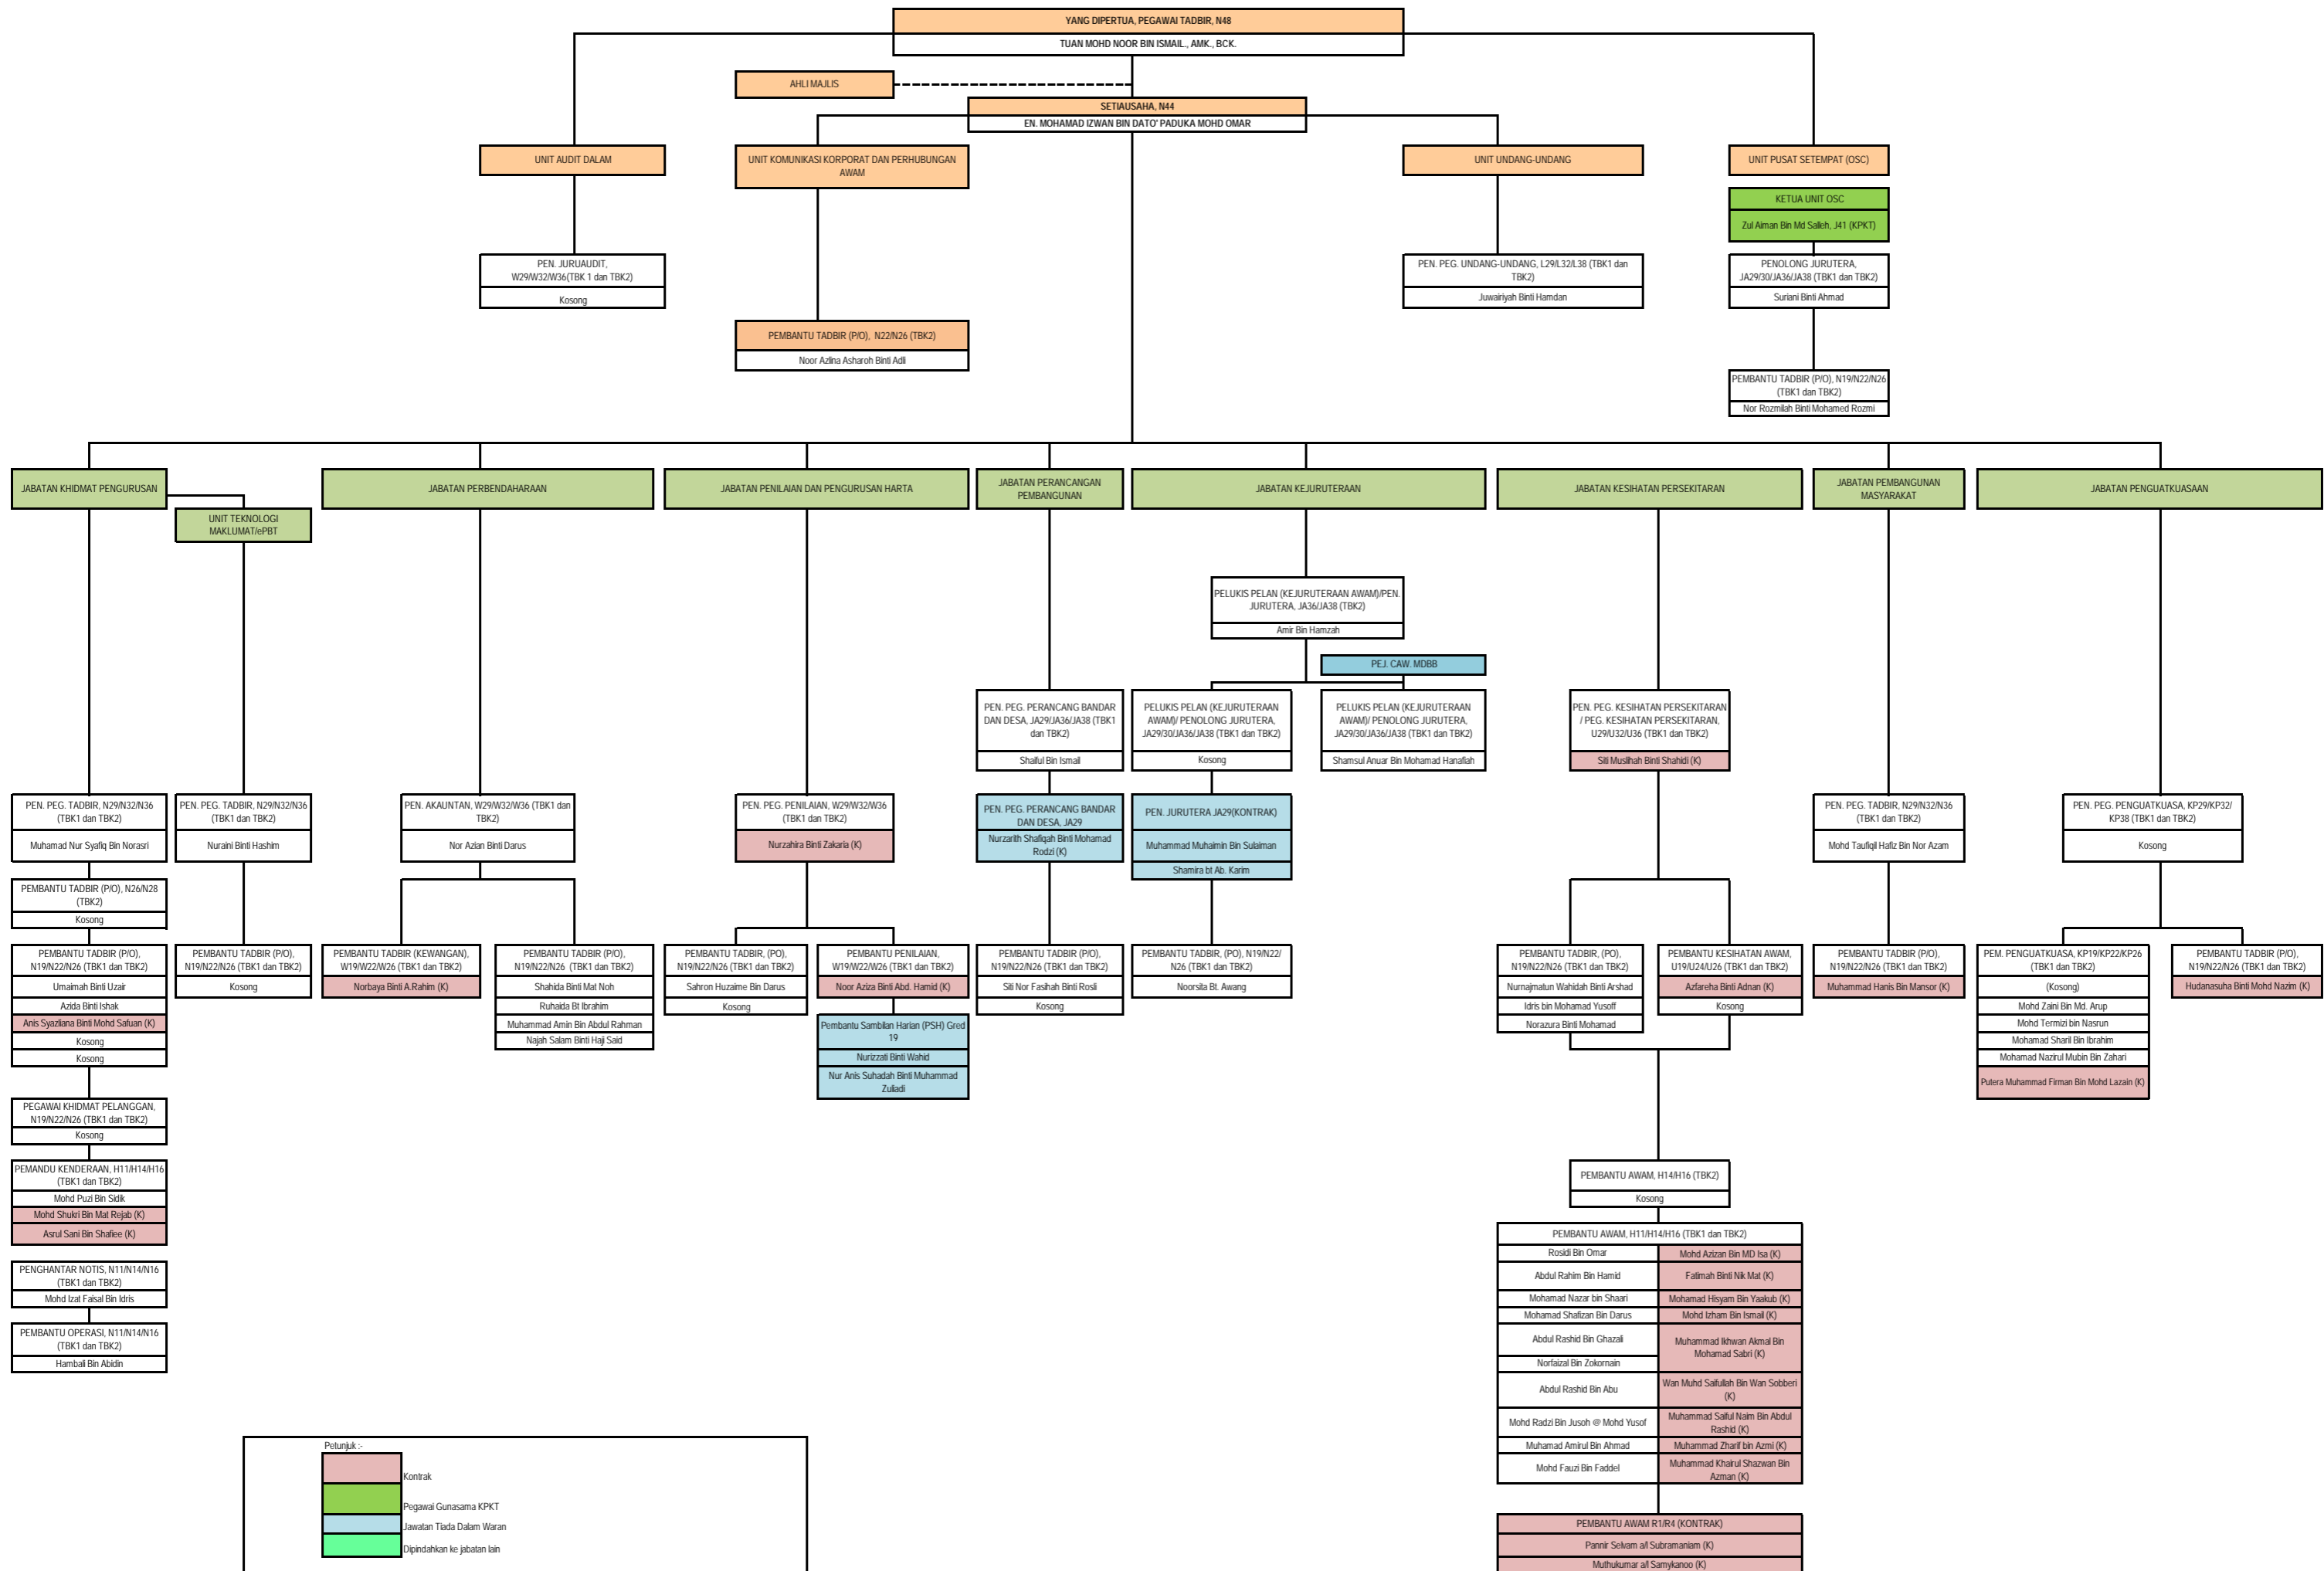 YANG DIPERTUA, PEGAWAI TADBIR, N48
TUAN MOHD NOOR BIN ISMAIL., AMK., BCK.
AHLI MAJLIS
SETIAUSAHA, N44
EN. MOHAMAD IZWAN BIN DATO' PADUKA MOHD OMAR
UNIT AUDIT DALAM
PEN. JURUAUDIT,
W29/W32/W36(TBK 1 dan TBK2)
Kosong
UNIT KOMUNIKASI KORPORAT DAN PERHUBUNGAN
AWAM
PEMBANTU TADBIR (P/O), N22/N26 (TBK2)
Noor Azlina Asharoh Binti Adli
UNIT UNDANG-UNDANG
PEN. PEG. UNDANG-UNDANG, L29/L32/L38 (TBK1 dan
TBK2)
Juwairiyah Binti Hamdan
UNIT PUSAT SETEMPAT (OSC)
KETUA UNIT OSC
Zul Aiman Bin Md Salleh, J41 (KPKT)
PENOLONG JURUTERA,
JA29/30/JA36/JA38 (TBK1 dan TBK2)
Suriani Binti Ahmad
PEMBANTU TADBIR (P/O), N19/N22/N26
(TBK1 dan TBK2)
Nor Rozmilah Binti Mohamed Rozmi
JABATAN KHIDMAT PENGURUSAN
PEN. PEG. TADBIR, N29/N32/N36
(TBK1 dan TBK2)
Muhamad Nur Syafiq Bin Norasri
PEMBANTU TADBIR (P/O), N26/N28
(TBK2)
Kosong
PEMBANTU TADBIR (P/O),
N19/N22/N26 (TBK1 dan TBK2)
Umaimah Binti Uzair
Azida Binti Ishak
Anis Syazliana Binti Mohd Safuan (K)
Kosong
Kosong
PEGAWAI KHIDMAT PELANGGAN,
N19/N22/N26 (TBK1 dan TBK2)
Kosong
PEMANDU KENDERAAN, H11/H14/H16
(TBK1 dan TBK2)
Mohd Puzi Bin Sidik
Mohd Shukri Bin Mat Rejab (K)
Asrul Sani Bin Shafiee (K)
PENGHANTAR NOTIS, N11/N14/N16
(TBK1 dan TBK2)
Mohd Izat Faisal Bin Idris
PEMBANTU OPERASI, N11/N14/N16
(TBK1 dan TBK2)
Hambali Bin Abidin
UNIT TEKNOLOGI
MAKLUMAT/ePBT
PEN. PEG. TADBIR, N29/N32/N36
(TBK1 dan TBK2)
Nuraini Binti Hashim
PEMBANTU TADBIR (P/O),
N19/N22/N26 (TBK1 dan TBK2)
Kosong
JABATAN PERBENDAHARAAN
PEN. AKAUNTAN, W29/W32/W36 (TBK1 dan
TBK2)
Nor Azian Binti Darus
PEMBANTU TADBIR (KEWANGAN),
W19/W22/W26 (TBK1 dan TBK2)
Norbaya Binti A.Rahim (K)
PEMBANTU TADBIR (P/O),
N19/N22/N26 (TBK1 dan TBK2)
Shahida Binti Mat Noh
Ruhaida Bt Ibrahim
Muhammad Amin Bin Abdul Rahman
Najah Salam Binti Haji Said
JABATAN PENILAIAN DAN PENGURUSAN HARTA
PEN. PEG. PENILAIAN, W29/W32/W36
(TBK1 dan TBK2)
Nurzahira Binti Zakaria (K)
PEMBANTU TADBIR, (PO),
N19/N22/N26 (TBK1 dan TBK2)
Sahron Huzaime Bin Darus
Kosong
PEMBANTU PENILAIAN,
W19/W22/W26 (TBK1 dan TBK2)
Noor Aziza Binti Abd. Hamid (K)
Pembantu Sambilan Harian (PSH) Gred
19
Nurizzati Binti Wahid
Nur Anis Suhadah Binti Muhammad
Zuliadi
JABATAN PERANCANGAN
PEMBANGUNAN
PEN. PEG. PERANCANG BANDAR
DAN DESA, JA29/JA36/JA38 (TBK1
dan TBK2)
Shaiful Bin Ismail
PEN. PEG. PERANCANG BANDAR
DAN DESA, JA29
Nurzarith Shafiqah Binti Mohamad
Rodzi (K)
PEMBANTU TADBIR (P/O),
N19/N22/N26 (TBK1 dan TBK2)
Siti Nor Fasihah Binti Rosli
Kosong
JABATAN KEJURUTERAAN
PELUKIS PELAN (KEJURUTERAAN AWAM)/PEN.
JURUTERA, JA36/JA38 (TBK2)
Amir Bin Hamzah
PEJ. CAW. MDBB
PELUKIS PELAN (KEJURUTERAAN
AWAM)/ PENOLONG JURUTERA,
JA29/30/JA36/JA38 (TBK1 dan TBK2)
Kosong
PELUKIS PELAN (KEJURUTERAAN
AWAM)/ PENOLONG JURUTERA,
JA29/30/JA36/JA38 (TBK1 dan TBK2)
Shamsul Anuar Bin Mohamad Hanafiah
PEN. JURUTERA JA29(KONTRAK)
Muhammad Muhaimin Bin Sulaiman
Shamira bt Ab. Karim
PEMBANTU TADBIR, (PO), N19/N22/
N26 (TBK1 dan TBK2)
Noorsita Bt. Awang
JABATAN KESIHATAN PERSEKITARAN
PEN. PEG. KESIHATAN PERSEKITARAN
/ PEG. KESIHATAN PERSEKITARAN,
U29/U32/U36 (TBK1 dan TBK2)
Siti Muslihah Binti Shahidi (K)
PEMBANTU TADBIR, (PO),
N19/N22/N26 (TBK1 dan TBK2)
Nurnajmatun Wahidah Binti Arshad
Idris bin Mohamad Yusoff
Norazura Binti Mohamad
PEMBANTU KESIHATAN AWAM,
U19/U24/U26 (TBK1 dan TBK2)
Azfareha Binti Adnan (K)
Kosong
PEMBANTU AWAM, H14/H16 (TBK2)
Kosong
PEMBANTU AWAM, H11/H14/H16 (TBK1 dan TBK2)
Rosidi Bin Omar
Mohd Azizan Bin MD Isa (K)
Abdul Rahim Bin Hamid
Fatimah Binti Nik Mat (K)
Mohamad Nazar bin Shaari
Mohamad Hisyam Bin Yaakub (K)
Mohamad Shafizan Bin Darus
Mohd Izham Bin Ismail (K)
Abdul Rashid Bin Ghazali
Muhammad Ikhwan Akmal Bin
Mohamad Sabri (K)
Norfaizal Bin Zokornain
Abdul Rashid Bin Abu
Wan Muhd Saifullah Bin Wan Sobberi
(K)
Mohd Radzi Bin Jusoh @ Mohd Yusof
Muhammad Saiful Naim Bin Abdul
Rashid (K)
Muhamad Amirul Bin Ahmad
Muhammad Zharif bin Azmi (K)
Mohd Fauzi Bin Faddel
Muhammad Khairul Shazwan Bin
Azman (K)
PEMBANTU AWAM R1/R4 (KONTRAK)
Pannir Selvam a/l Subramaniam (K)
Muthukumar a/l Samykanoo (K)
JABATAN PEMBANGUNAN
MASYARAKAT
PEN. PEG. TADBIR, N29/N32/N36
(TBK1 dan TBK2)
Mohd Taufiqil Hafiz Bin Nor Azam
PEMBANTU TADBIR (P/O),
N19/N22/N26 (TBK1 dan TBK2)
Muhammad Hanis Bin Mansor (K)
JABATAN PENGUATKUASAAN
PEN. PEG. PENGUATKUASA, KP29/KP32/
KP38 (TBK1 dan TBK2)
Kosong
PEM. PENGUATKUASA, KP19/KP22/KP26
(TBK1 dan TBK2)
(Kosong)
Mohd Zaini Bin Md. Arup
Mohd Termizi bin Nasrun
Mohamad Sharil Bin Ibrahim
Mohamad Nazirul Mubin Bin Zahari
Putera Muhammad Firman Bin Mohd Lazain (K)
PEMBANTU TADBIR (P/O),
N19/N22/N26 (TBK1 dan TBK2)
Hudanasuha Binti Mohd Nazim (K)
Petunjuk :-
Kontrak
Pegawai Gunasama KPKT
Jawatan Tiada Dalam Waran
Dipindahkan ke jabatan lain